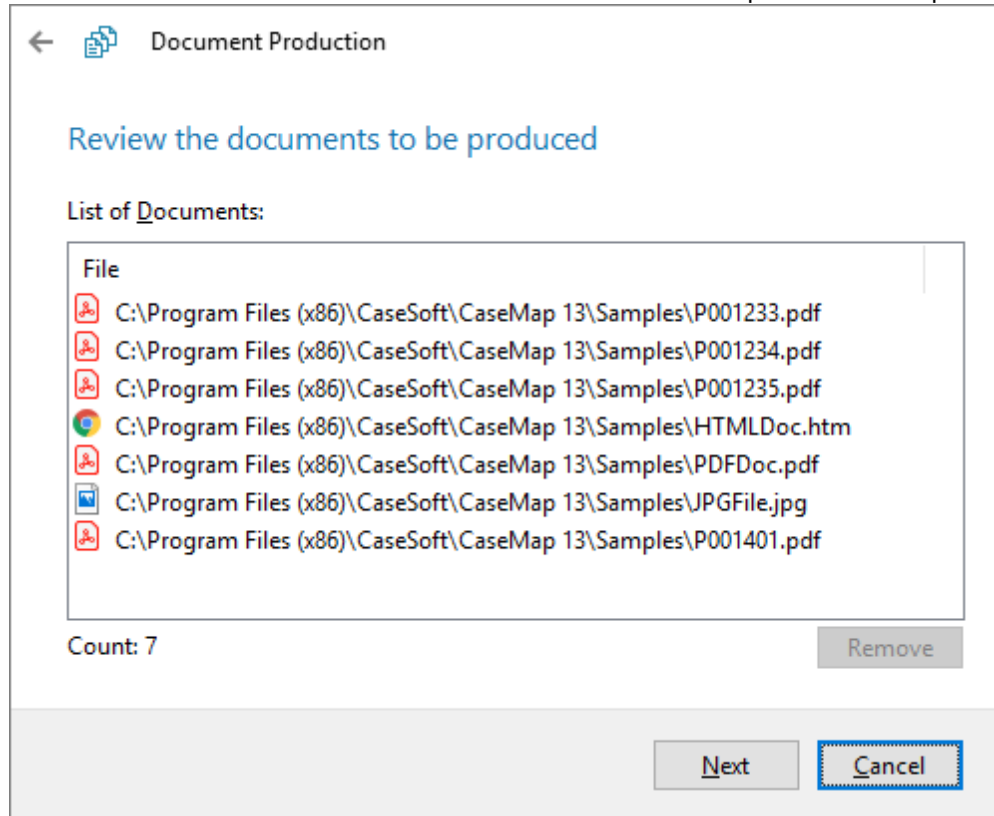 Document Production
Review the documents to be produced
List of Documents:
File
C:\Program Files (x86)\CaseSoft\CaseMap 13\Samples\P001233.pdf
C:\Program Files (x86)\CaseSoft\CaseMap 13\Samples\P001234.pdf
C:\Program Files (x86)\CaseSoft\CaseMap 13\Samples\P001235.pdf
C:\Program Files (x86)\CaseSoft\CaseMap 13\Samples\HTMLDoc.htm
C:\Program Files (x86)\CaseSoft\CaseMap 13\Samples\PDFDoc.pdf
C:\Program Files (x86)\CaseSoft\CaseMap 13\Samples\JPGFile.jpg
C:\Program Files (x86)\CaseSoft\CaseMap 13\Samples\P001401.pdf
Count: 7
Remove
Next
Cancel